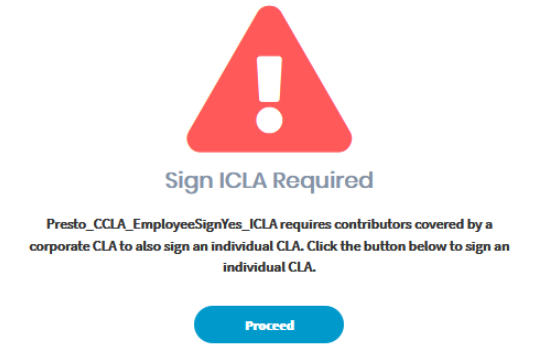 Sign ICLA Required
Presto_CCLA_EmployeeSignYes_ICLA requires contributors covered by a
corporate CLA to also sign an individual CLA. Click the button below to sign an
individual CLA.
Proceed